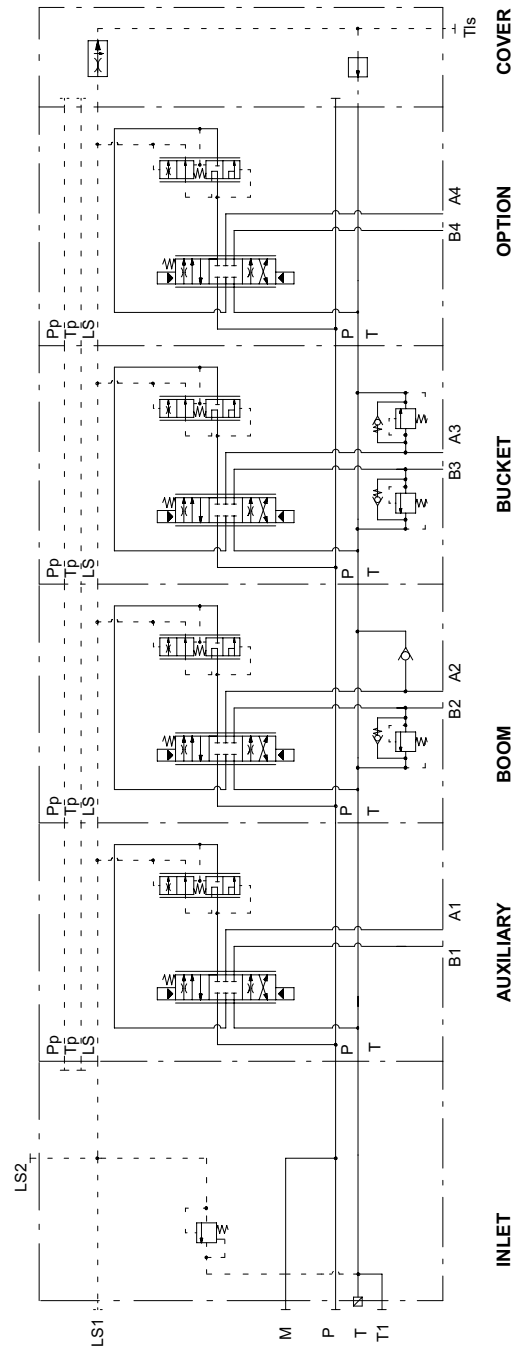 LS2
LS1
M
P
T
T1
INLET
Pp
Tp
LS
P
T
B1
A1
AUXILIARY
Pp
Tp
LS
P
T
B2
A2
BOOM
Pp
Tp
LS
P
T
B3
A3
BUCKET
Pp
Tp
LS
P
T
B4
A4
OPTION
Tls
COVER